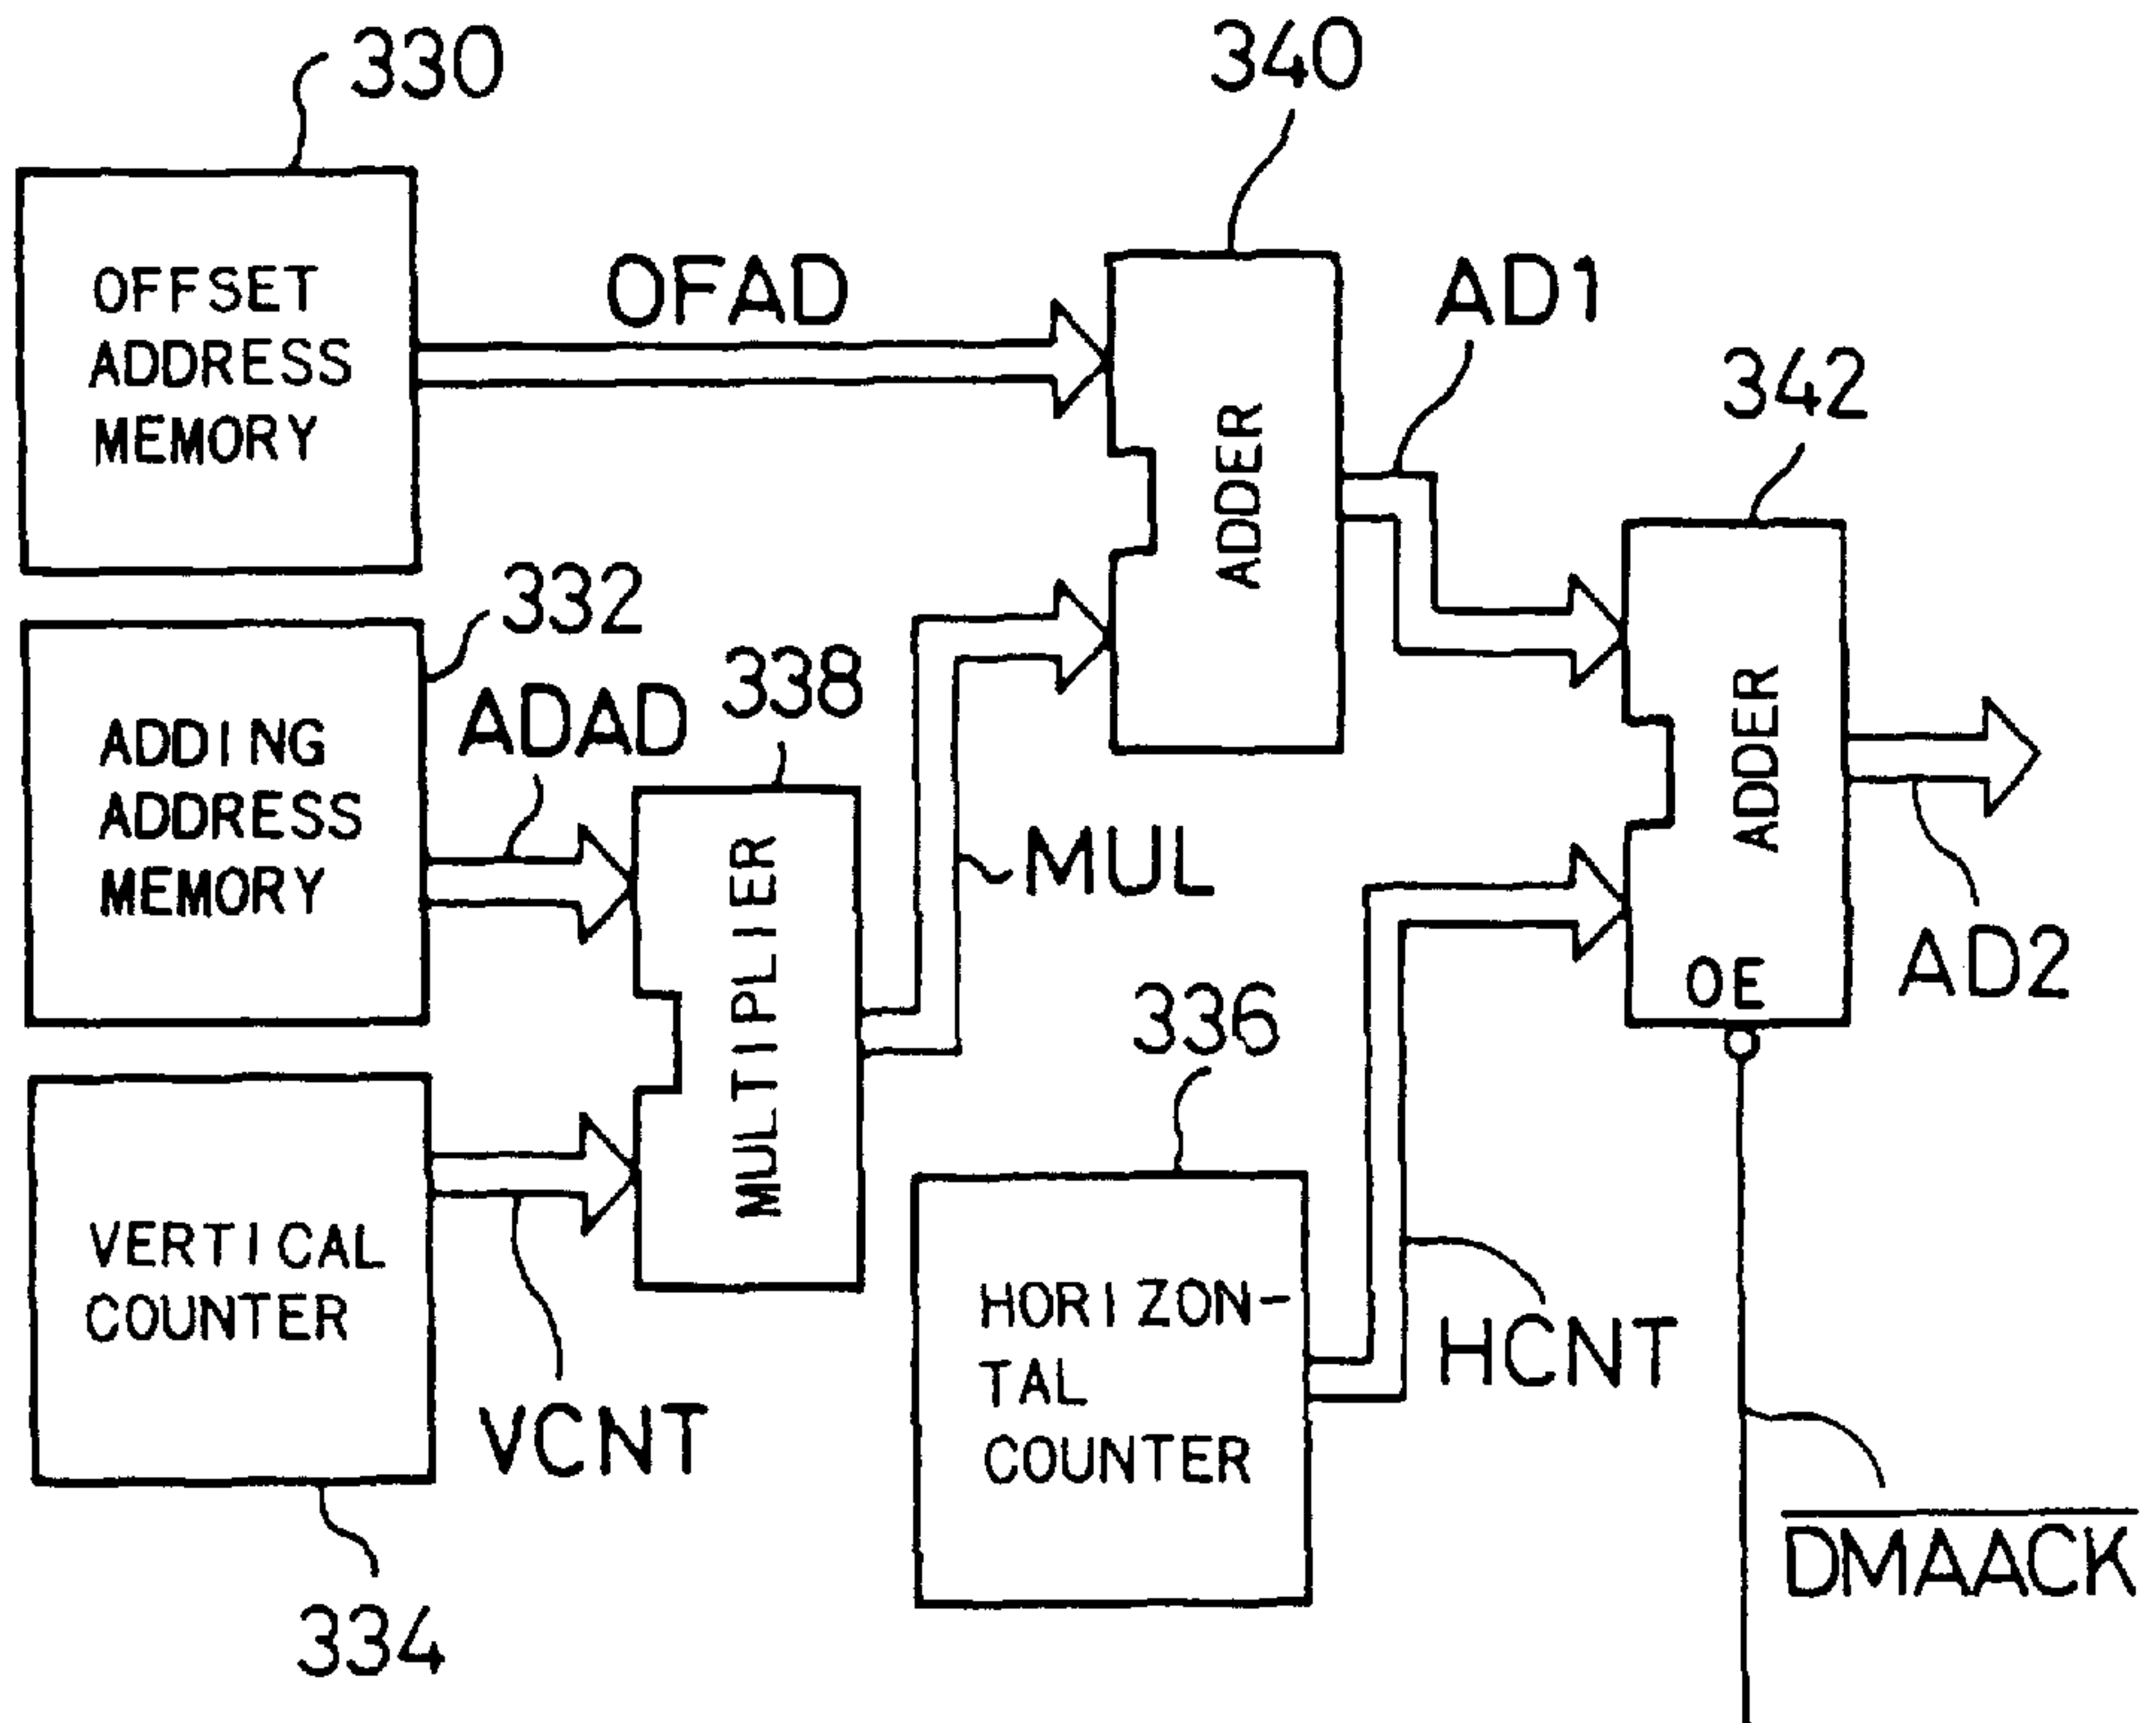 330
340
OFFSET
ADDRESS
MEMORY
OFAD
AD1
342
ADDER
332
ADAD
338
ADDING
ADDRESS
MEMORY
MULTIPLIER
MUL
ADDER
OE
AD2
336
VERTICAL
COUNTER
VCNT
334
HORIZON-
TAL
COUNTER
HCNT
DMAACK